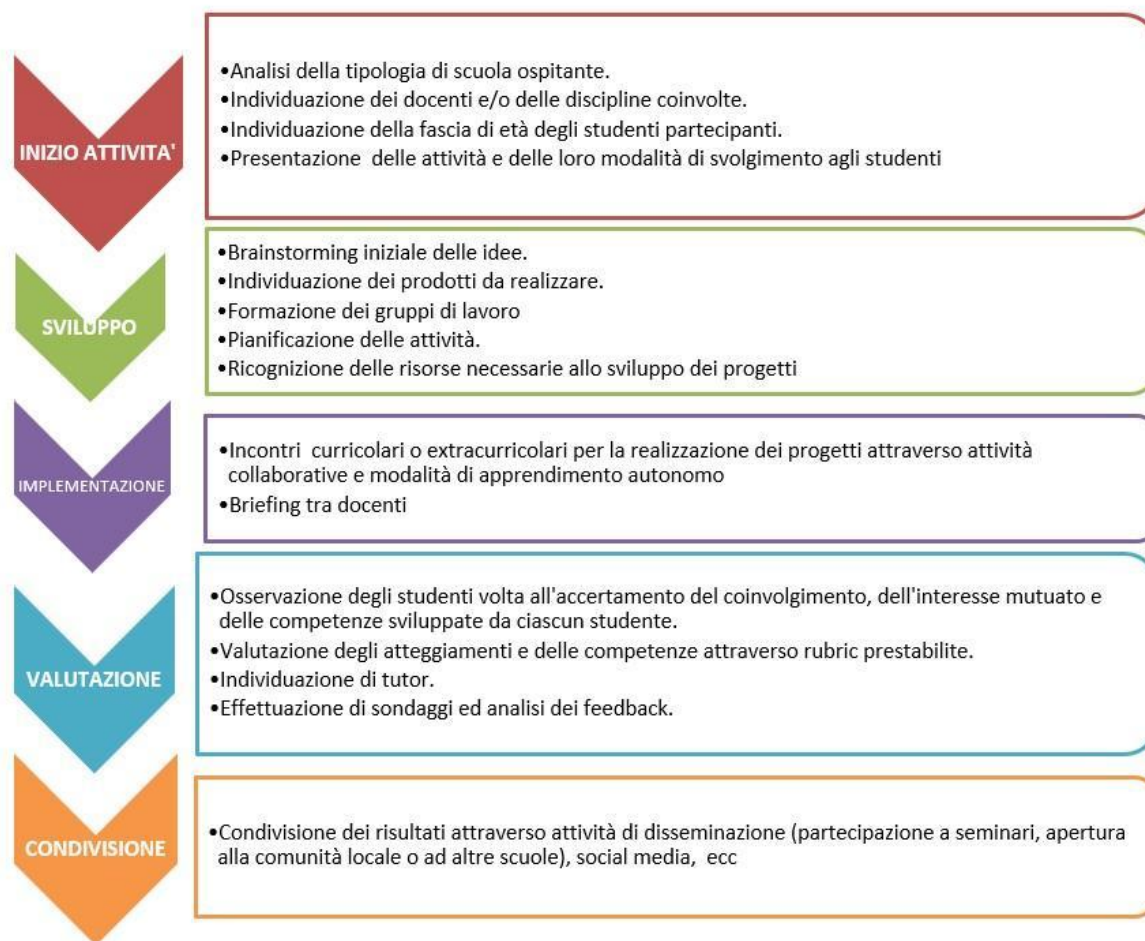 INIZIO ATTIVITA'
•Analisi della tipologia di scuola ospitante.
•Individuazione dei docenti e/o delle discipline coinvolte.
•Individuazione della fascia di età degli studenti partecipanti.
•Presentazione delle attività e delle loro modalità di svolgimento agli studenti
SVILUPPO
•Brainstorming iniziale delle idee.
•Individuazione dei prodotti da realizzare.
•Formazione dei gruppi di lavoro
•Pianificazione delle attività.
•Ricognizione delle risorse necessarie allo sviluppo dei progetti
IMPLEMENTAZIONE
•Incontri curricolari o extracurricolari per la realizzazione dei progetti attraverso attività
collaborative e modalità di apprendimento autonomo
•Briefing tra docenti
VALUTAZIONE
•Osservazione degli studenti volta all'accertamento del coinvolgimento, dell'interesse mutuato e
delle competenze sviluppate da ciascun studente.
•Valutazione degli atteggiamenti e delle competenze attraverso rubric prestabilite.
•Individuazione di tutor.
•Effettuazione di sondaggi ed analisi dei feedback.
CONDIVISIONE
•Condivisione dei risultati attraverso attività di disseminazione (partecipazione a seminari, apertura
alla comunità locale o ad altre scuole), social media, ecc